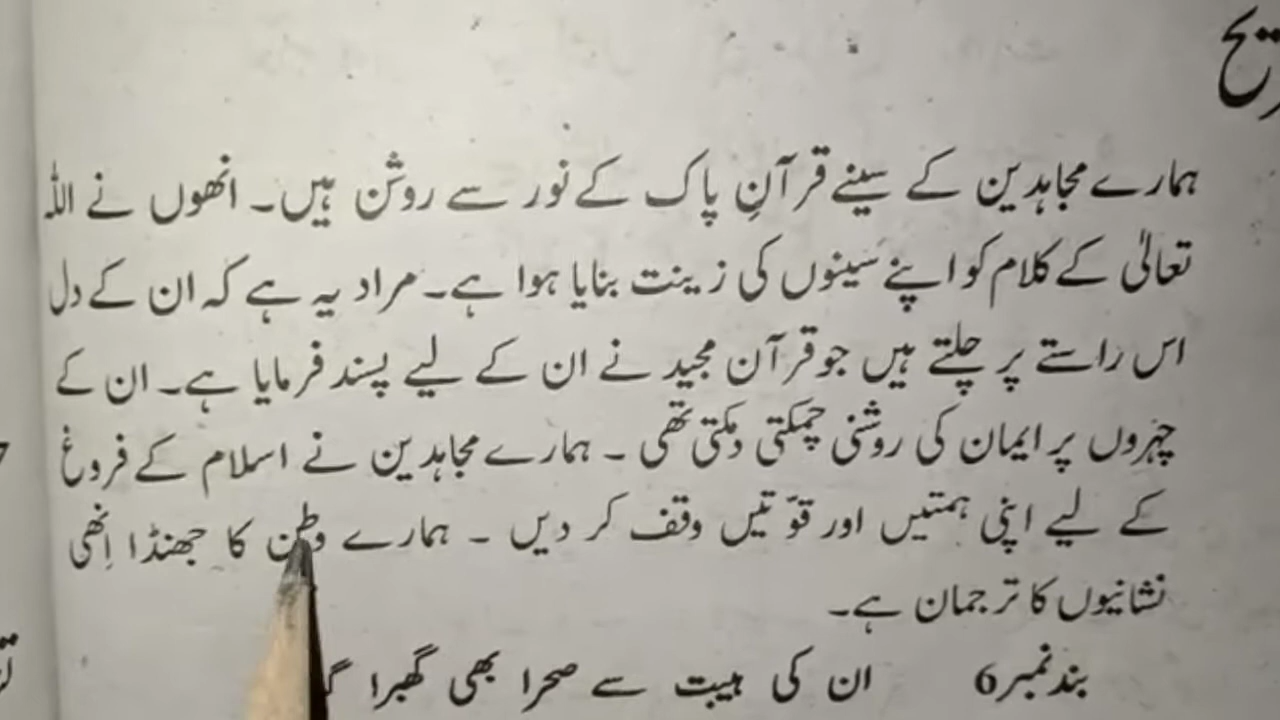 ہمارے مجاہدین کے سینے قرآنِ پاک کے نور سے روشن ہیں۔ انھوں نے اللہ
تعالیٰ کے کلام کو اپنے سینوں کی زینت بنایا ہوا ہے۔ مراد یہ ہے کہ ان کے دل
اس راستے پر چلتے ہیں جو قرآن مجید نے ان کے لیے پسند فرمایا ہے۔ ان کے
چہروں پر ایمان کی روشنی چمکتی دمکتی تھی ۔ ہمارے مجاہدین نے اسلام کے فروغ
کے لیے اپنی ہمتیں اور قوّتیں وقف کر دیں ۔ ہمارے وطن کا جھنڈا اِنھی
نشانیوں کا ترجمان ہے۔
بند نمبر 6 ان کی ہیبت سے صحرا بھی گھبرا